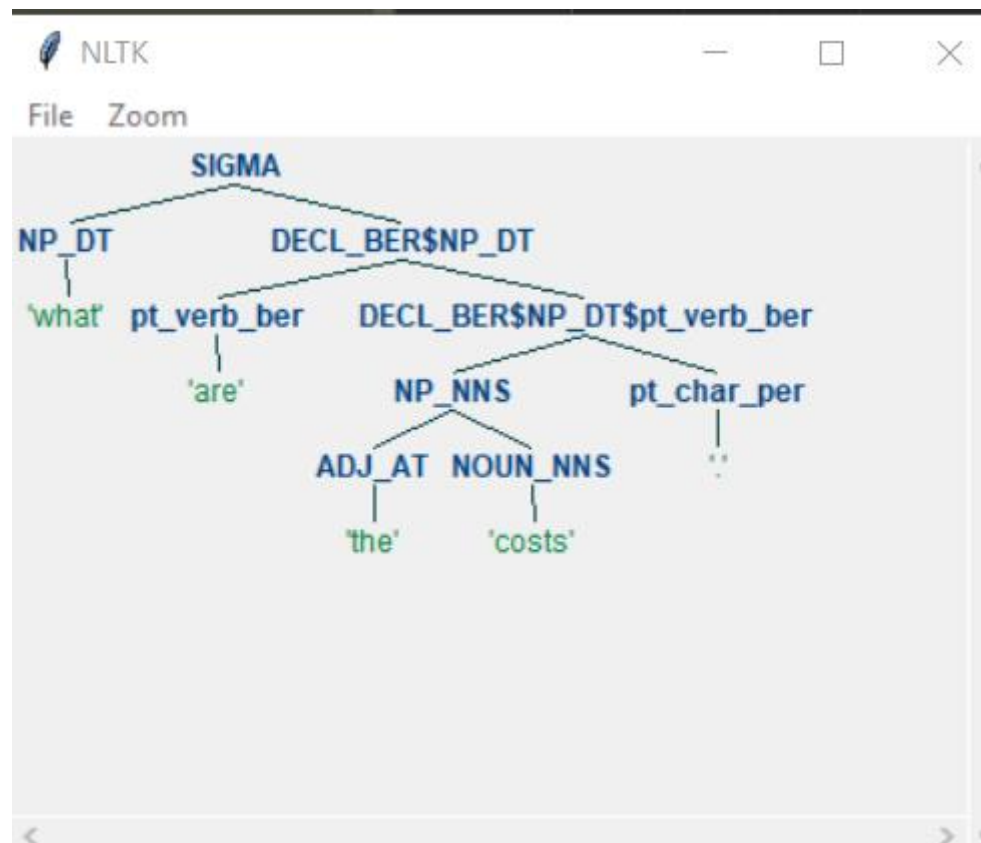 NLTK
File Zoom
SIGMA
NP_DT DECL_BER$NP_DT
'what' pt_verb_ber DECL_BER$NP_DT$pt_verb_ber
'are' NP_NNS pt_char_per
ADJ_AT NOUN_NNS '.'
'the' 'costs'